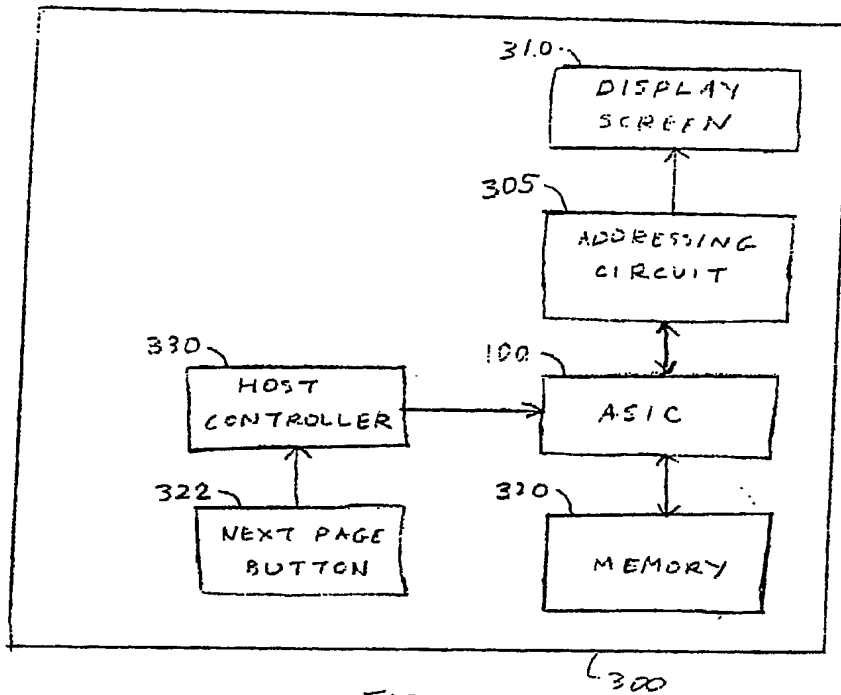 310
DISPLAY
SCREEN
305
ADDRESSING
CIRCUIT
330
HOST
CONTROLLER
100
ASIC
322
NEXT PAGE
BUTTON
320
MEMORY
300